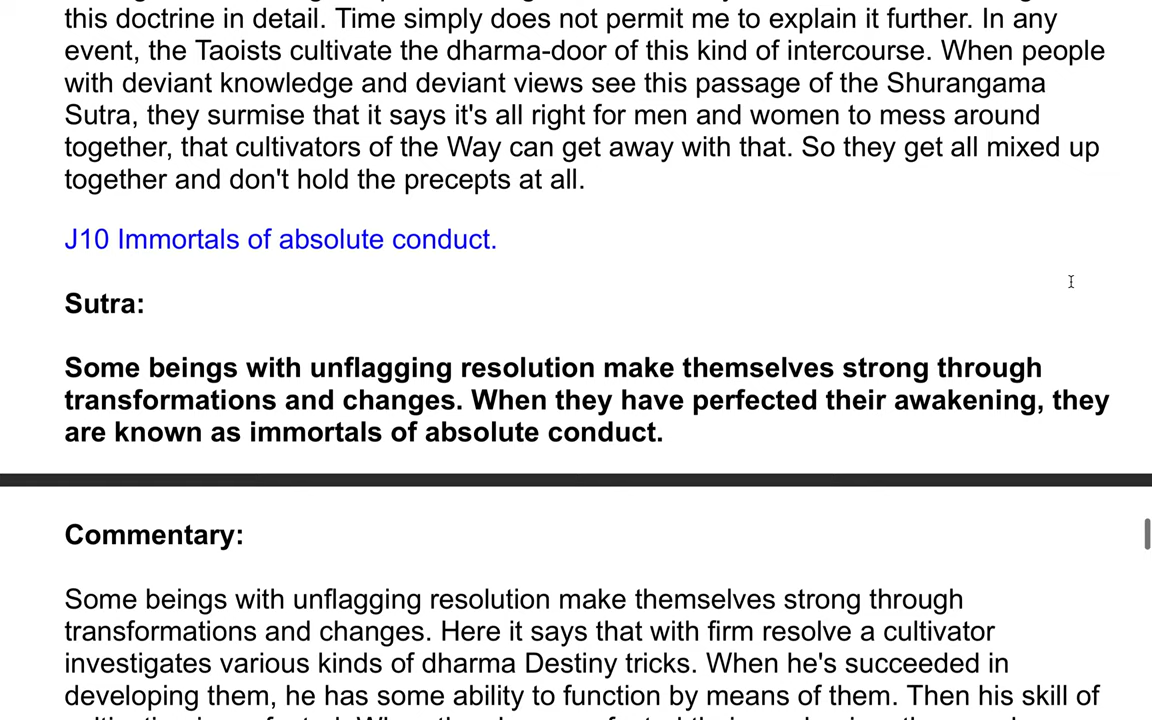 this doctrine in detail. Time simply does not permit me to explain it further. In any
event, the Taoists cultivate the dharma-door of this kind of intercourse. When people
with deviant knowledge and deviant views see this passage of the Shurangama
Sutra, they surmise that it says it's all right for men and women to mess around
together, that cultivators of the Way can get away with that. So they get all mixed up
together and don't hold the precepts at all.
J10 Immortals of absolute conduct.
Sutra:
Some beings with unflagging resolution make themselves strong through
transformations and changes. When they have perfected their awakening, they
are known as immortals of absolute conduct.
Commentary:
Some beings with unflagging resolution make themselves strong through
transformations and changes. Here it says that with firm resolve a cultivator
investigates various kinds of dharma Destiny tricks. When he's succeeded in
developing them, he has some ability to function by means of them. Then his skill of